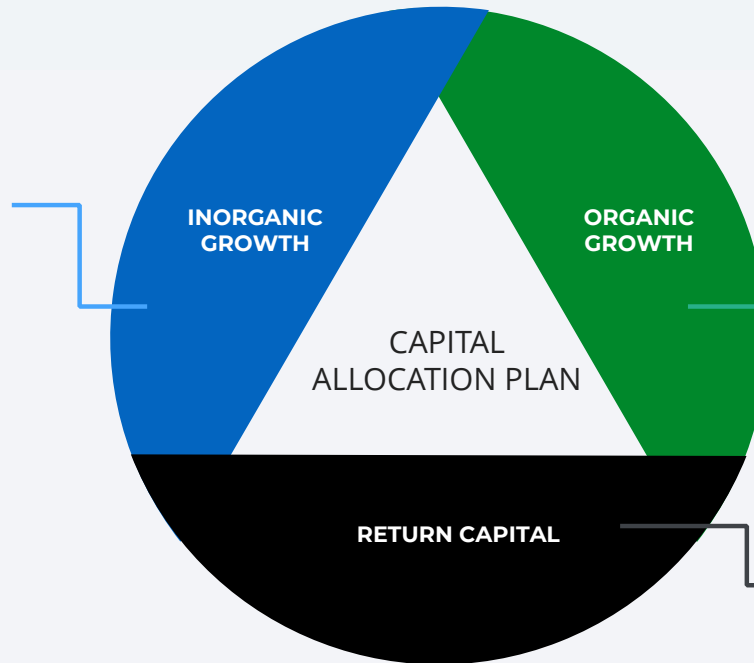 INORGANIC
GROWTH
ORGANIC
GROWTH
CAPITAL
ALLOCATION PLAN
RETURN CAPITAL